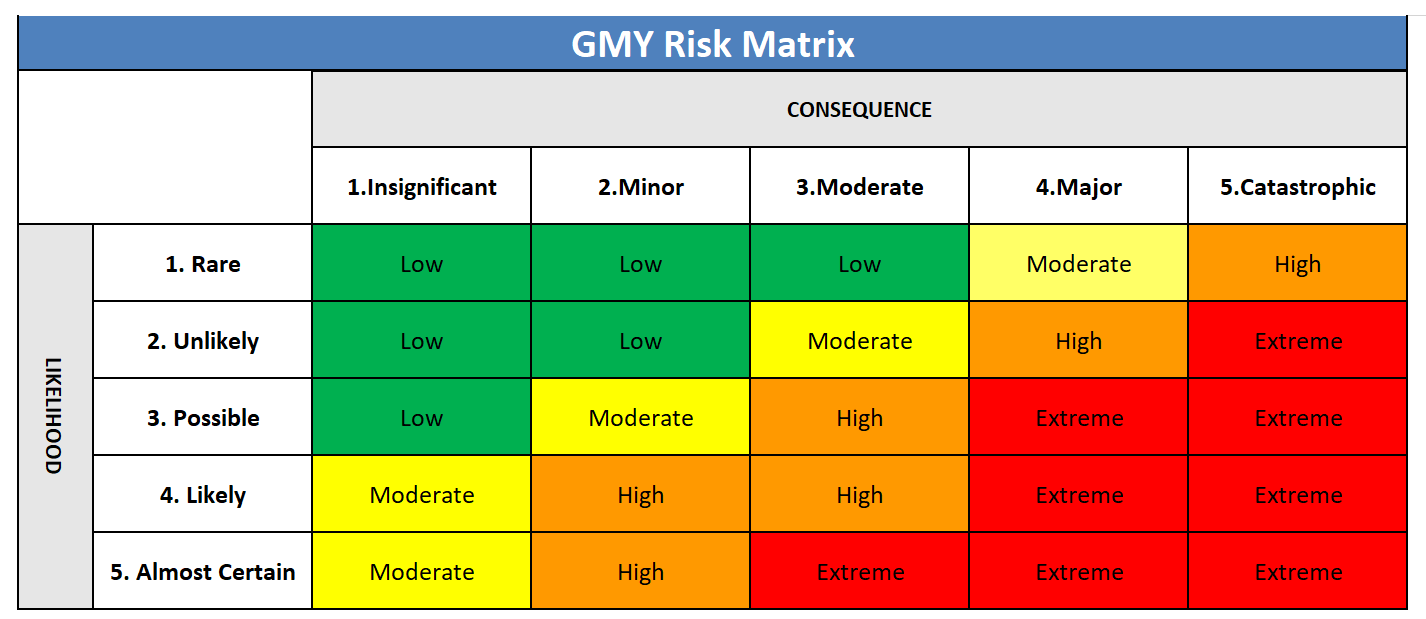 GMY Risk Matrix
CONSEQUENCE
1.Insignificant 2.Minor 3.Moderate 4.Major 5.Catastrophic
LIKELIHOOD
1. Rare Low Low Low Moderate High
2. Unlikely Low Low Moderate High Extreme
3. Possible Low Moderate High Extreme Extreme
4. Likely Moderate High High Extreme Extreme
5. Almost Certain Moderate High Extreme Extreme Extreme